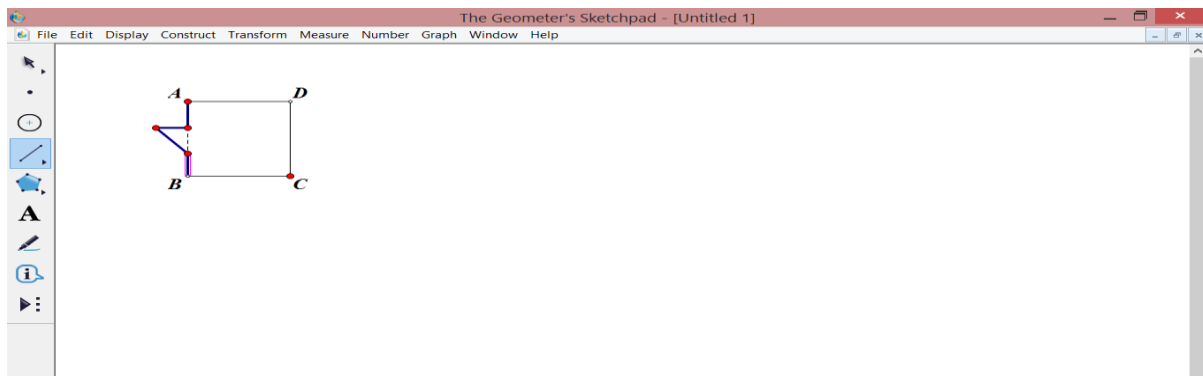 The Geometer's Sketchpad - [Untitled 1]
File Edit Display Construct Transform Measure Number Graph Window Help
A D
B C
A